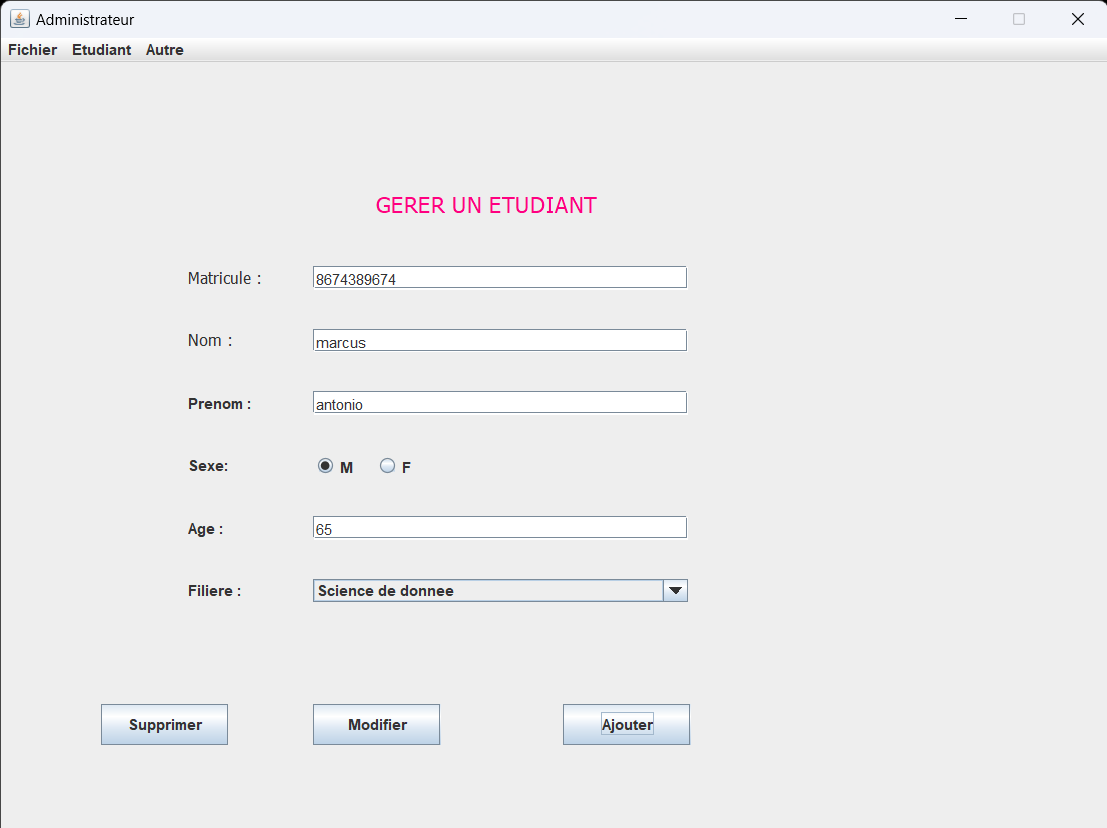 Administrateur
Fichier Etudiant Autre
GERER UN ETUDIANT
Matricule : 8674389674
Nom : marcus
Prenom : antonio
Sexe: M F
Age : 65
Filiere : Science de donnee
Supprimer Modifier Ajouter